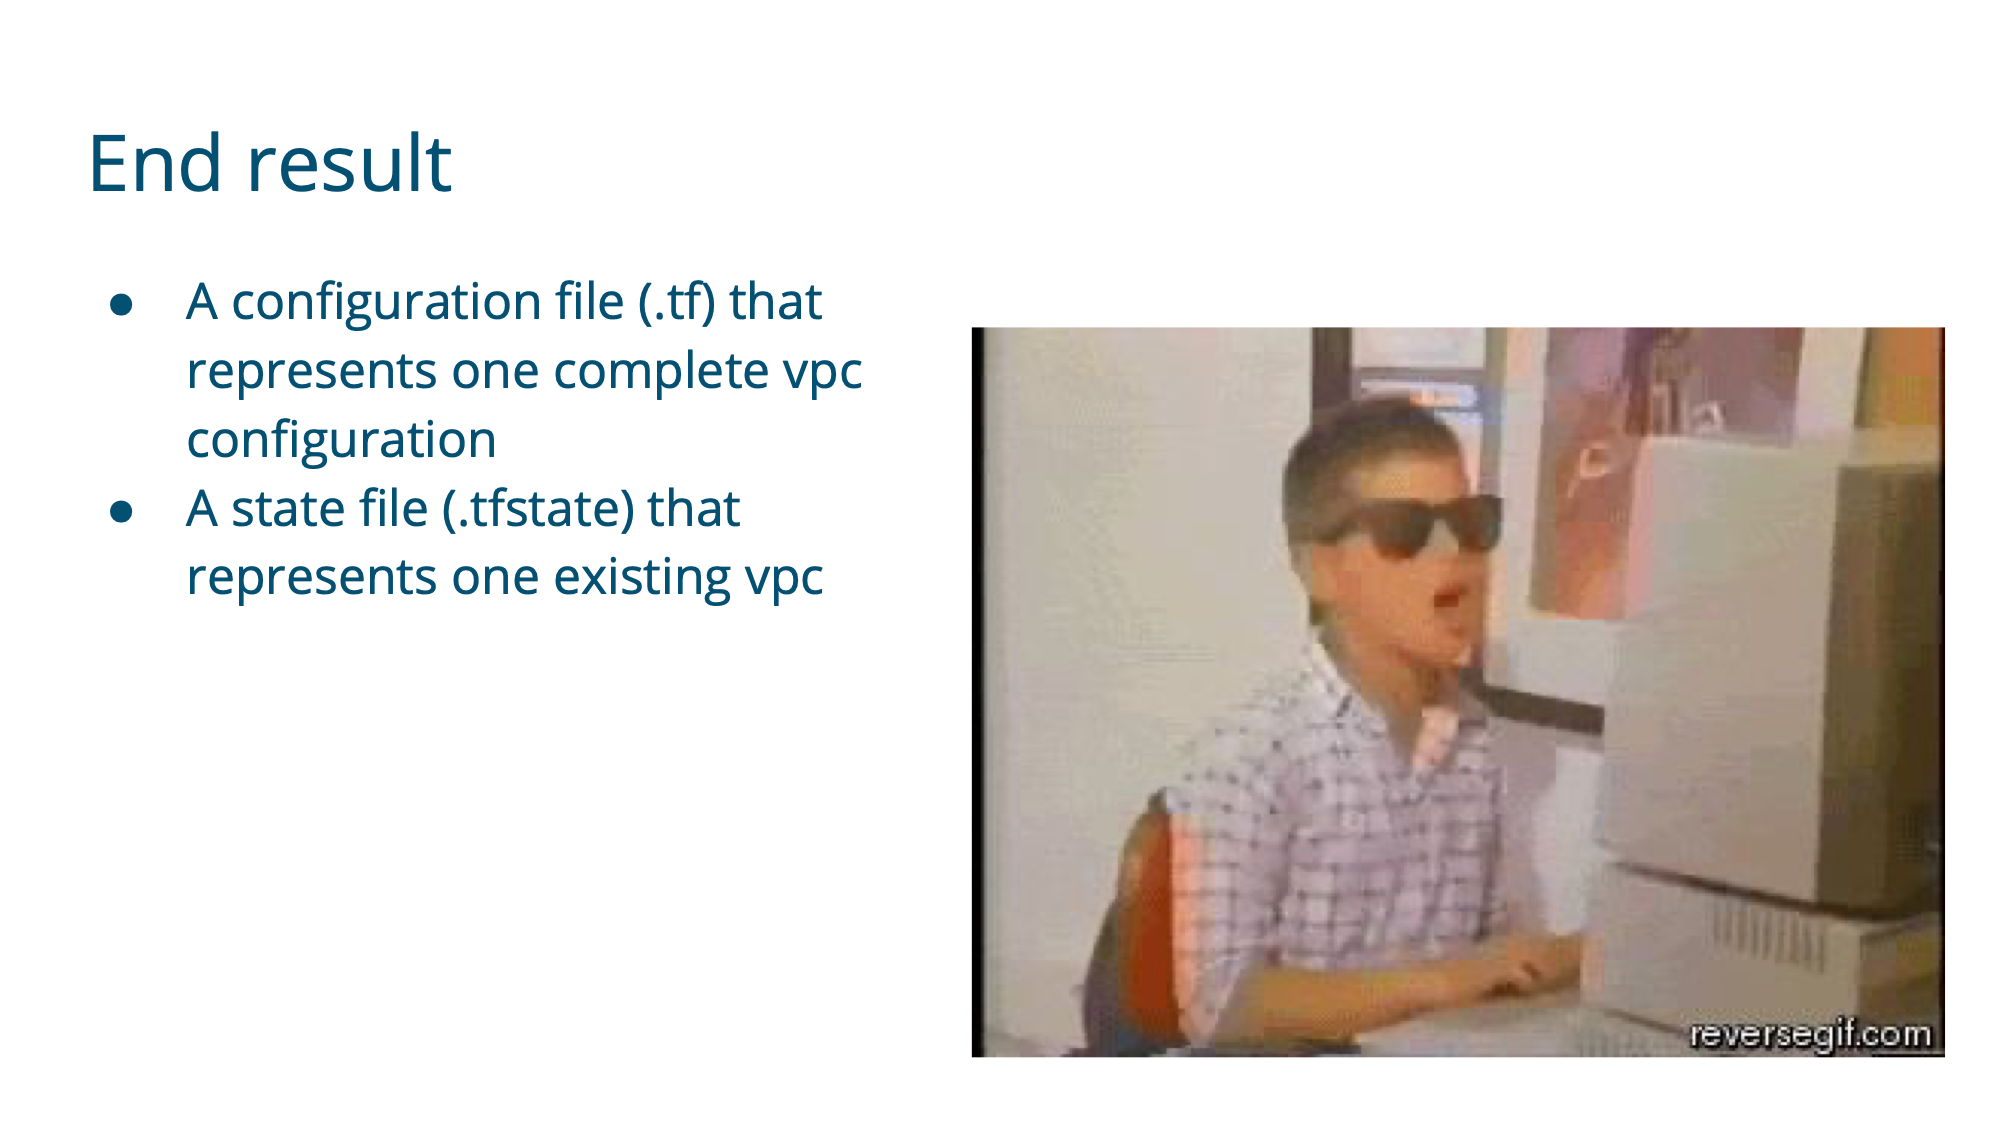 End result
● A configuration file (.tf) that
represents one complete vpc
configuration
● A state file (.tfstate) that
represents one existing vpc
reversegif.com